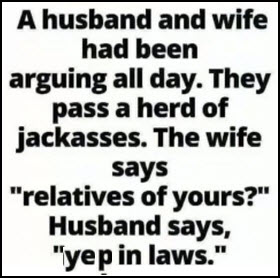 A husband and wife
had been
arguing all day. They
pass a herd of
jackasses. The wife
says
"relatives of yours?"
Husband says,
"yep in laws."